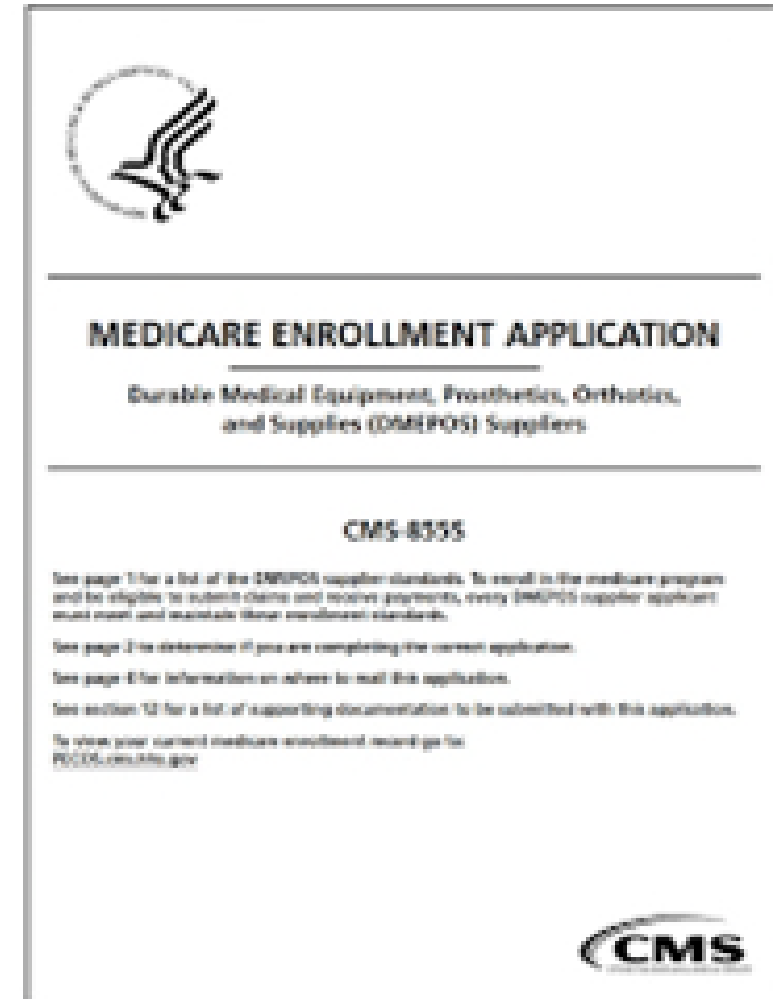 MEDICARE ENROLLMENT APPLICATION
Durable Medical Equipment, Prosthetics, Orthotics,
and Supplies (DMEPOS) Suppliers
CMS-855S
See page 1 for a list of the DMEPOS supplier standards. To enroll in the medicare program
and be eligible to submit claims and receive payments, every DMEPOS supplier applicant
must meet and maintain these enrollment standards.
See page 2 to determine if you are completing the correct application.
See page for information on where to mail this application.
See section 12 for a list of supporting documentation to be submitted with this application.
To view your current medicare enrollment record go to:
PECOS.cms.hhs.gov
CMS